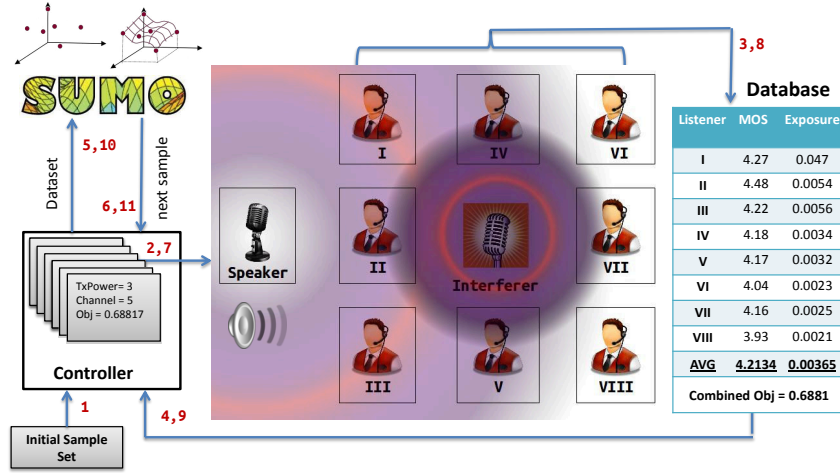 SUMO
5,10
6,11
Dataset
next sample
2,7
TxPower= 3
Channel = 5
Obj = 0.68817
Controller
1
4,9
Initial Sample
Set
Speaker
I
II
III
IV
Interferer
V
VI
VII
VIII
3,8
Database
Listener MOS Exposure
I 4.27 0.047
II 4.48 0.0054
III 4.22 0.0056
IV 4.18 0.0034
V 4.17 0.0032
VI 4.04 0.0023
VII 4.16 0.0025
VIII 3.93 0.0021
AVG 4.2134 0.00365
Combined Obj = 0.6881